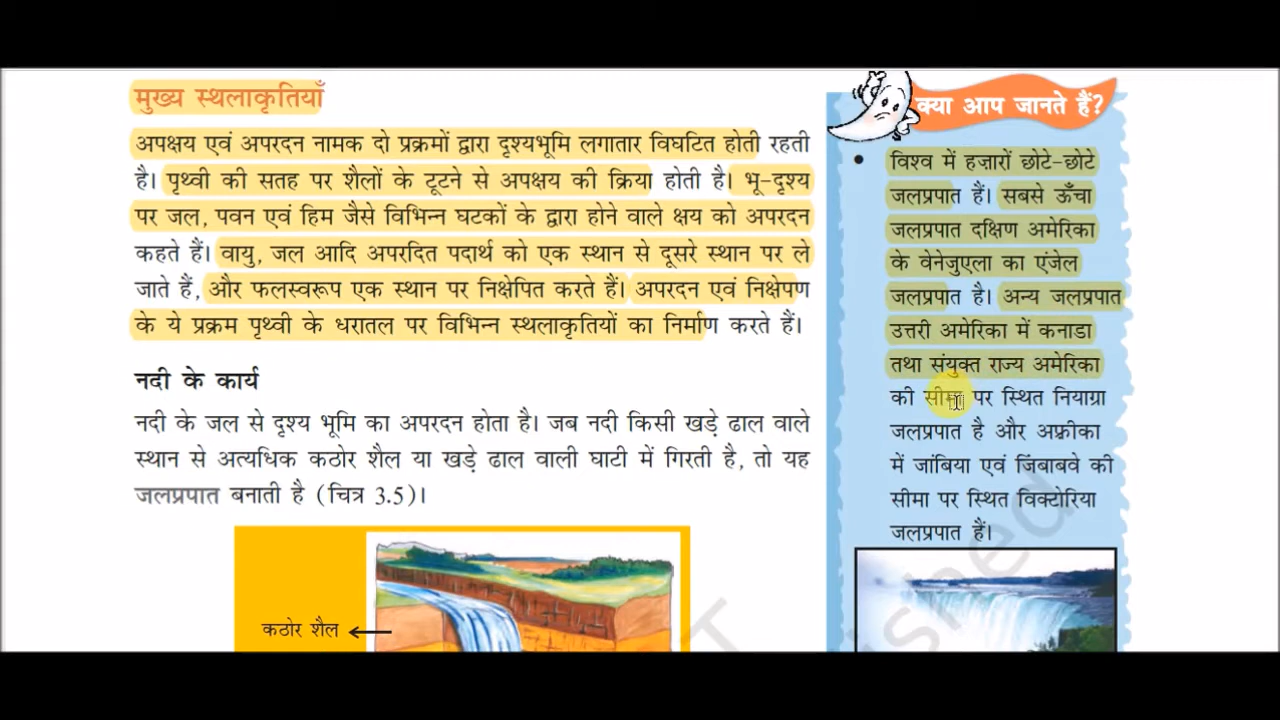 मुख्य स्थलाकृतियाँ
अपक्षय एवं अपरदन नामक दो प्रक्रमों द्वारा दृश्यभूमि लगातार विघटित होती रहती
है। पृथ्वी की सतह पर शैलों के टूटने से अपक्षय की क्रिया होती है। भू-दृश्य
पर जल, पवन एवं हिम जैसे विभिन्न घटकों के द्वारा होने वाले क्षय को अपरदन
कहते हैं। वायु, जल आदि अपरदित पदार्थ को एक स्थान से दूसरे स्थान पर ले
जाते हैं, और फलस्वरूप एक स्थान पर निक्षेपित करते हैं। अपरदन एवं निक्षेपण
के ये प्रक्रम पृथ्वी के धरातल पर विभिन्न स्थलाकृतियों का निर्माण करते हैं।
नदी के कार्य
नदी के जल से दृश्य भूमि का अपरदन होता है। जब नदी किसी खड़े ढाल वाले
स्थान से अत्यधिक कठोर शैल या खड़े ढाल वाली घाटी में गिरती है, तो यह
जलप्रपात बनाती है (चित्र 3.5)।
कठोर शैल
क्या आप जानते हैं?
• विश्व में हज़ारों छोटे-छोटे
जलप्रपात हैं। सबसे ऊँचा
जलप्रपात दक्षिण अमेरिका
के वेनेजुएला का एंजेल
जलप्रपात है। अन्य जलप्रपात
उत्तरी अमेरिका में कनाडा
तथा संयुक्त राज्य अमेरिका
की सीमा पर स्थित नियाग्रा
जलप्रपात है और अफ़्रीका
में जांबिया एवं जिंबाबवे की
सीमा पर स्थित विक्टोरिया
जलप्रपात हैं।